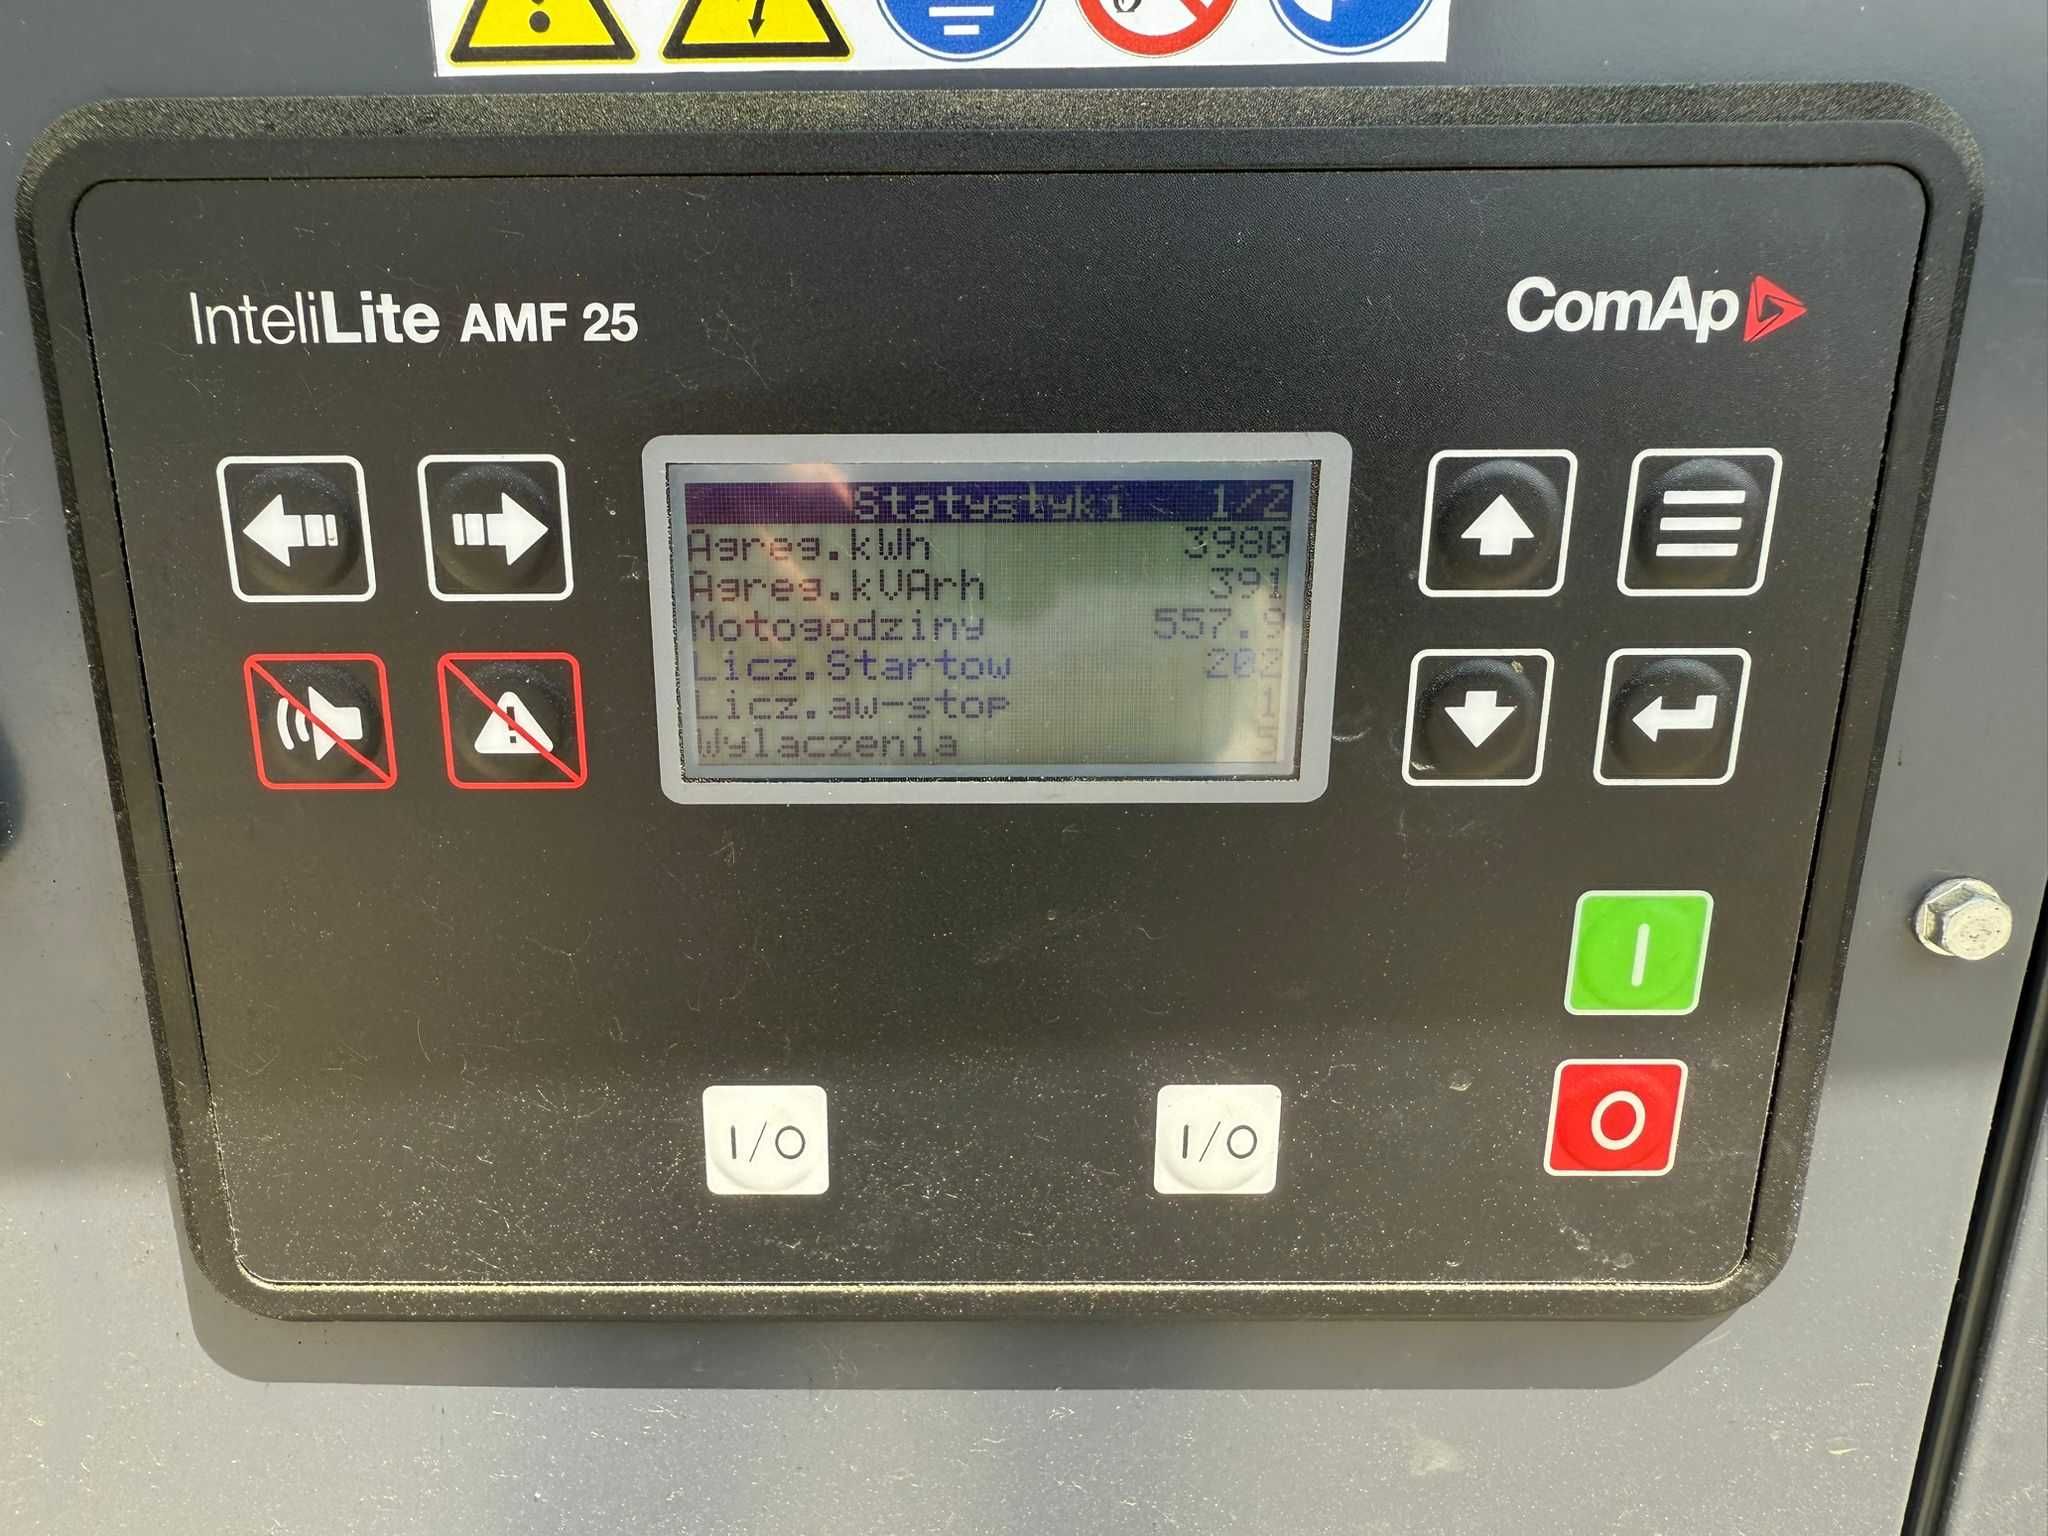 InteliLite AMF 25
ComAp
Statystyki 1/2
Agreg.kWh 3980
Agreg.kVArh 391
Motogodziny 557.9
Licz.Startow 202
Licz.aw-stop 1
Wylaczenia 5
I/O I/O